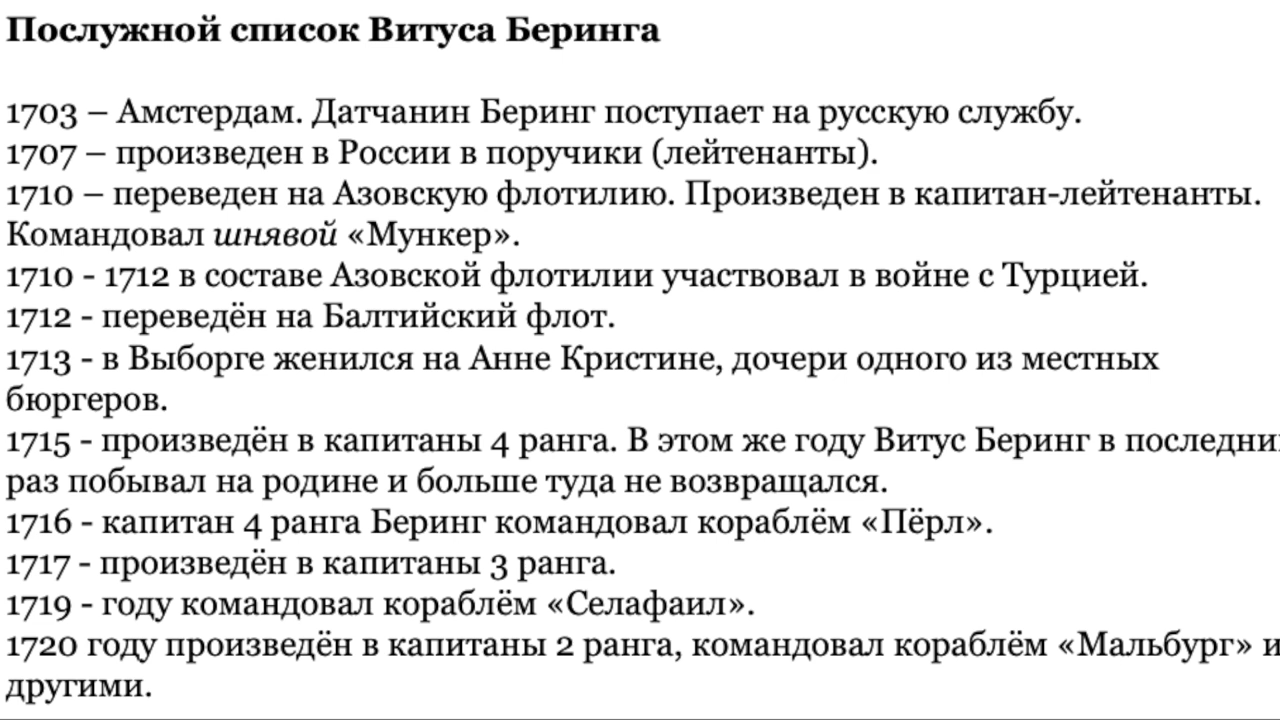 Послужной список Витуса Беринга
1703 – Амстердам. Датчанин Беринг поступает на русскую службу.
1707 – произведен в России в поручики (лейтенанты).
1710 – переведен на Азовскую флотилию. Произведен в капитан-лейтенанты.
Командовал шнявой «Мункер».
1710 - 1712 в составе Азовской флотилии участвовал в войне с Турцией.
1712 - переведён на Балтийский флот.
1713 - в Выборге женился на Анне Кристине, дочери одного из местных
бюргеров.
1715 - произведён в капитаны 4 ранга. В этом же году Витус Беринг в последни
раз побывал на родине и больше туда не возвращался.
1716 - капитан 4 ранга Беринг командовал кораблём «Пёрл».
1717 - произведён в капитаны 3 ранга.
1719 - году командовал кораблём «Селафаил».
1720 году произведён в капитаны 2 ранга, командовал кораблём «Мальбург» и
другими.